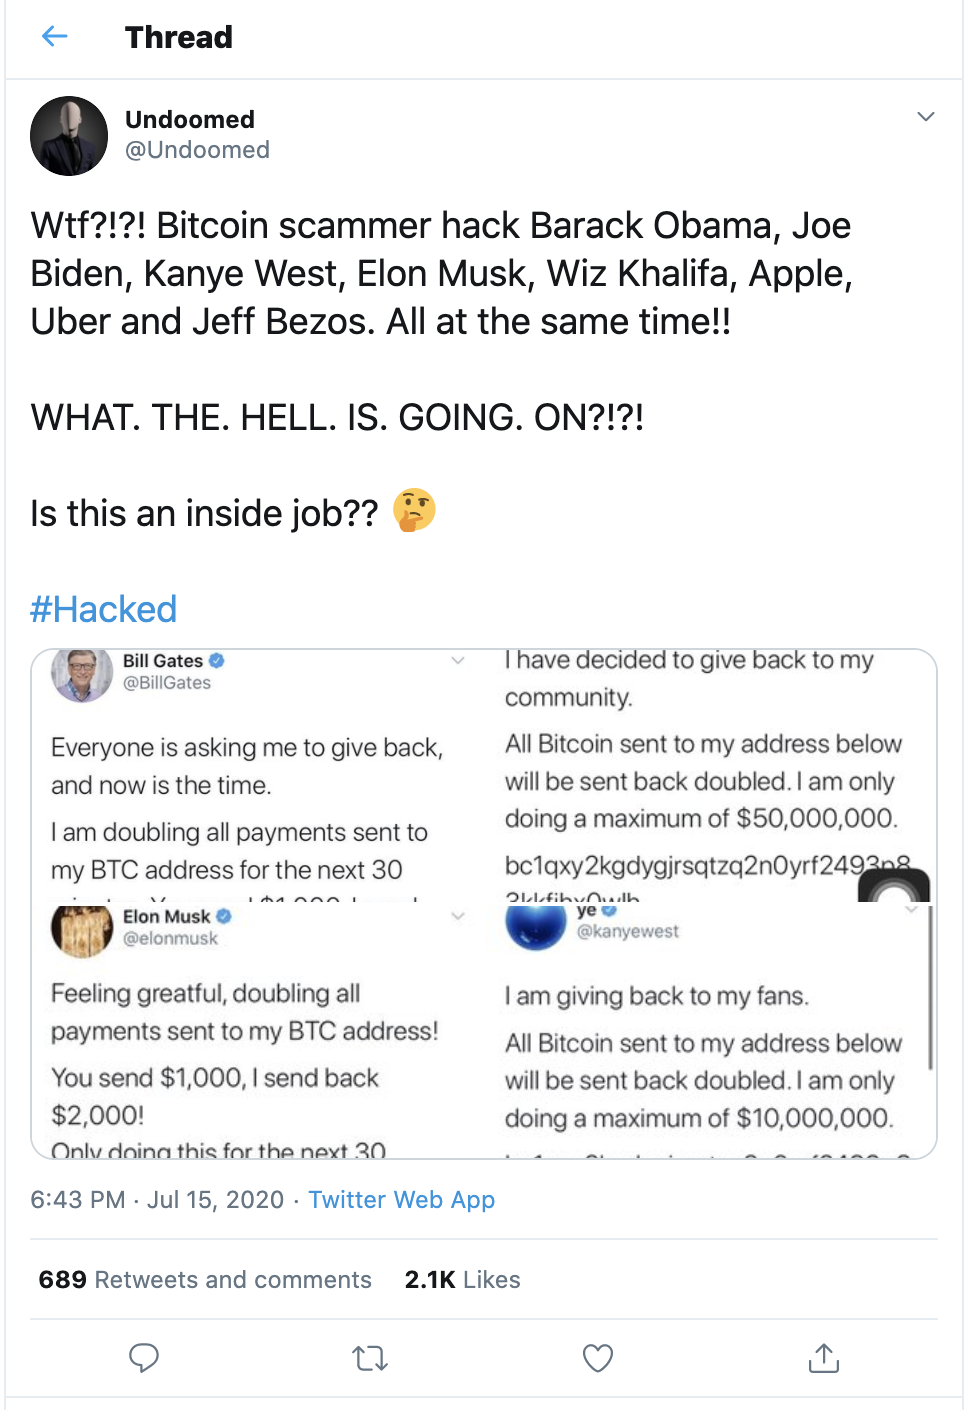 Thread
Undoomed
@Undoomed
Wtf?!?! Bitcoin scammer hack Barack Obama, Joe
Biden, Kanye West, Elon Musk, Wiz Khalifa, Apple,
Uber and Jeff Bezos. All at the same time!!
WHAT. THE. HELL. IS. GOING. ON?!?!
Is this an inside job?? 🤔
#Hacked
Bill Gates
@BillGates
Everyone is asking me to give back,
and now is the time.
I am doubling all payments sent to
my BTC address for the next 30
I have decided to give back to my
community.
All Bitcoin sent to my address below
will be sent back doubled. I am only
doing a maximum of $50,000,000.
bc1qxy2kgdygjrsqtzq2n0yrf2493p8
Elon Musk
@elonmusk
Feeling greatful, doubling all
payments sent to my BTC address!
You send $1,000, I send back
$2,000!
Only doing this for the next 30
ye
@kanyewest
I am giving back to my fans.
All Bitcoin sent to my address below
will be sent back doubled. I am only
doing a maximum of $10,000,000.
6:43 PM · Jul 15, 2020 · Twitter Web App
689 Retweets and comments 2.1K Likes